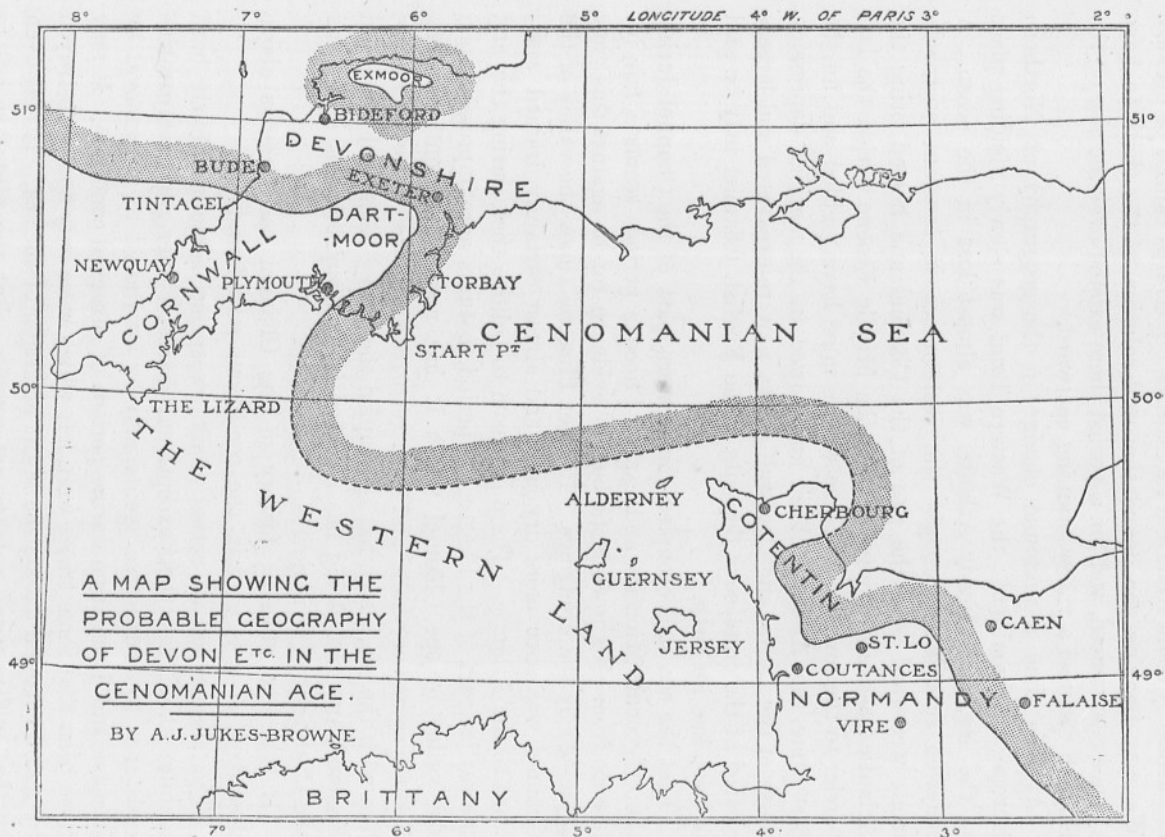 8° 7° 6° 5° LONGITUDE 4° W. OF PARIS 3° 2°
EXMOOR
51° BIDEFORD 51°
DEVONSHIRE
BUDE
EXETER
TINTAGEL
DART-
-MOOR
NEWQUAY
CORNWALL
PLYMOUTH
TORBAY
CENOMANIAN SEA
START PT
50° 50°
THE LIZARD
THE WESTERN LAND
ALDERNEY
CHERBOURG
COTENTIN
GUERNSEY
JERSEY
CAEN
ST. LO
COUTANCES
49° 49°
NORMANDY
FALAISE
VIRE
A MAP SHOWING THE
PROBABLE GEOGRAPHY
OF DEVON ETC. IN THE
CENOMANIAN AGE.
BY A.J. JUKES-BROWNE
BRITTANY
7° 6° 5° 4° 3°